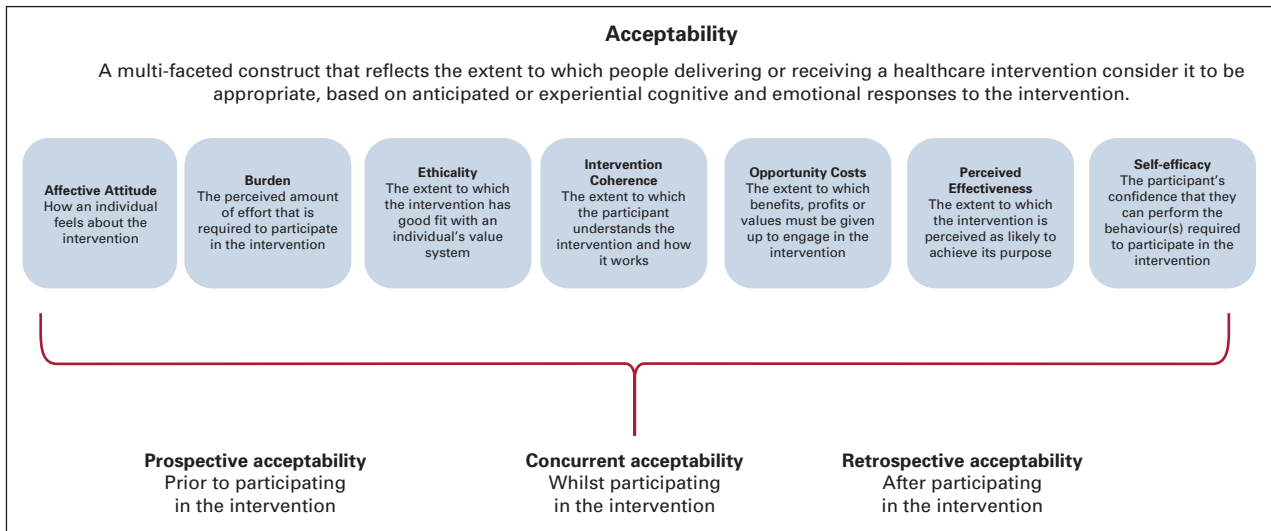 Acceptability
A multi-faceted construct that reflects the extent to which people delivering or receiving a healthcare intervention consider it to be
appropriate, based on anticipated or experiential cognitive and emotional responses to the intervention.
Affective Attitude
How an individual
feels about the
intervention
Burden
The perceived amount
of effort that is
required to participate
in the intervention
Ethicality
The extent to which
the intervention has
good fit with an
individual's value
system
Intervention
Coherence
The extent to which
the participant
understands the
intervention and how
it works
Opportunity Costs
The extent to which
benefits, profits or
values must be given
up to engage in the
intervention
Perceived
Effectiveness
The extent to which
the intervention is
perceived as likely to
achieve its purpose
Self-efficacy
The participant's
confidence that they
can perform the
behaviour(s) required
to participate in the
intervention
Prospective acceptability
Prior to participating
in the intervention
Concurrent acceptability
Whilst participating
in the intervention
Retrospective acceptability
After participating
in the intervention